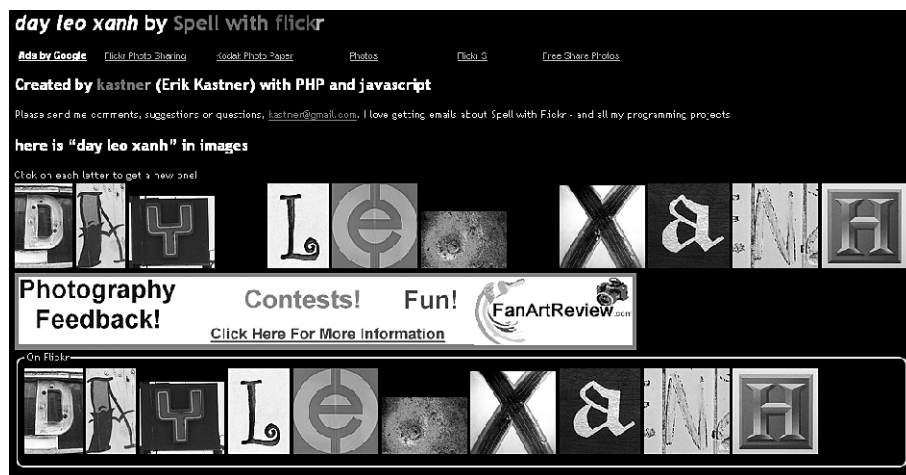 day leo xanh by Spell with flickr
Ads by Google Flickr Photo Sharing Kodak Photo Paper Photos Flickr S Free Share Photos
Created by kastner (Erik Kastner) with PHP and javascript
Please send me comments, suggestions or questions, kastner@gmail.com. I love getting emails about Spell with Flickr - and all my programming projects
here is “day leo xanh” in images
Click on each letter to get a new one!
D A Y L e o X a N H
Photography Feedback!
Contests! Fun!
Click Here For More Information
FanArtReview.com
On Flickr
D A Y L e o X a N H